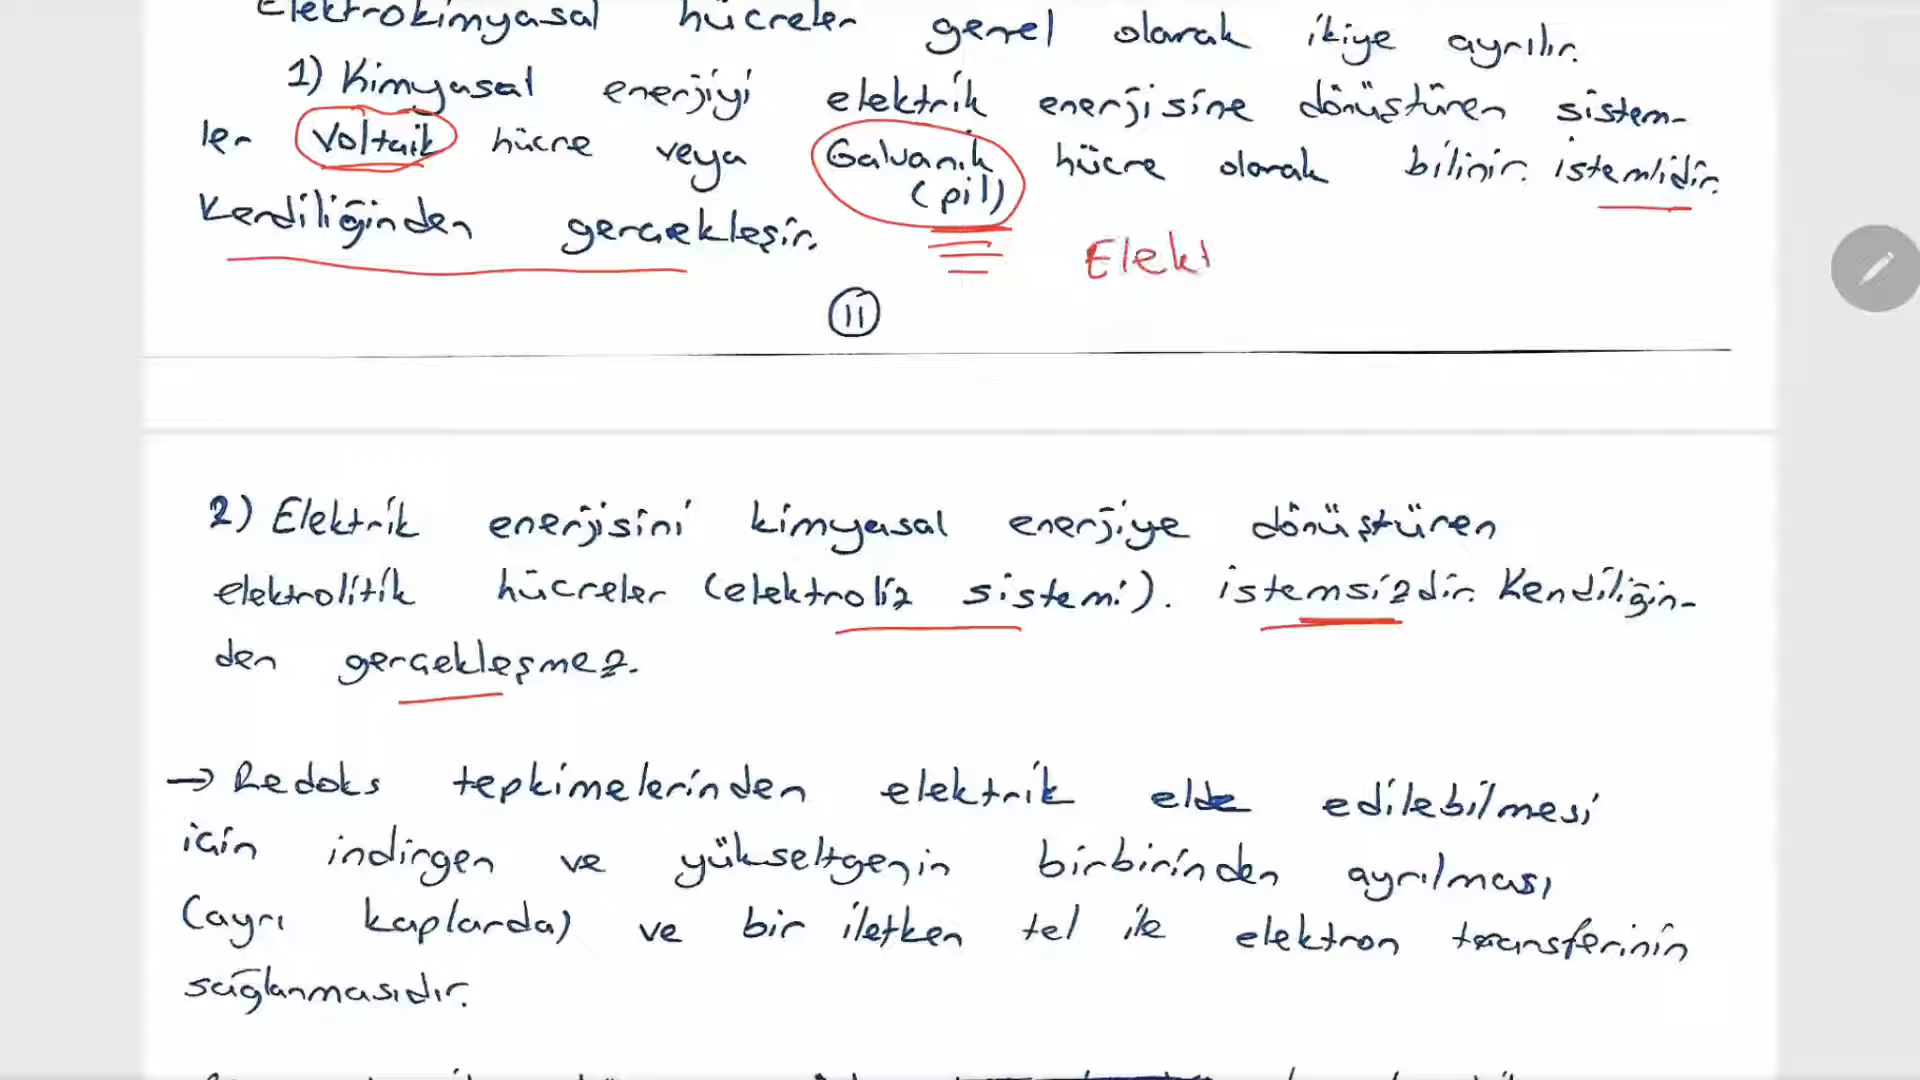 Elektrokimyasal hücreler genel olarak ikiye ayrılır.
1) Kimyasal enerjiyi elektrik enerjisine dönüştüren sistem-
ler Voltaik hücre veya Galvanik hücre olarak bilinir. istemlidir.
(pil)
Kendiliğinden gerçekleşir.
Elekt
11
2) Elektrik enerjisini kimyasal enerjiye dönüştüren
elektrolitik hücreler (elektroliz sistemi). istemsizdir. Kendiliğin-
den gerçekleşmez.
→ Redoks tepkimelerinden elektrik elde edilebilmesi
için indirgen ve yükseltgenin birbirinden ayrılması
(ayrı kaplarda) ve bir iletken tel ile elektron transferinin
sağlanmasıdır.